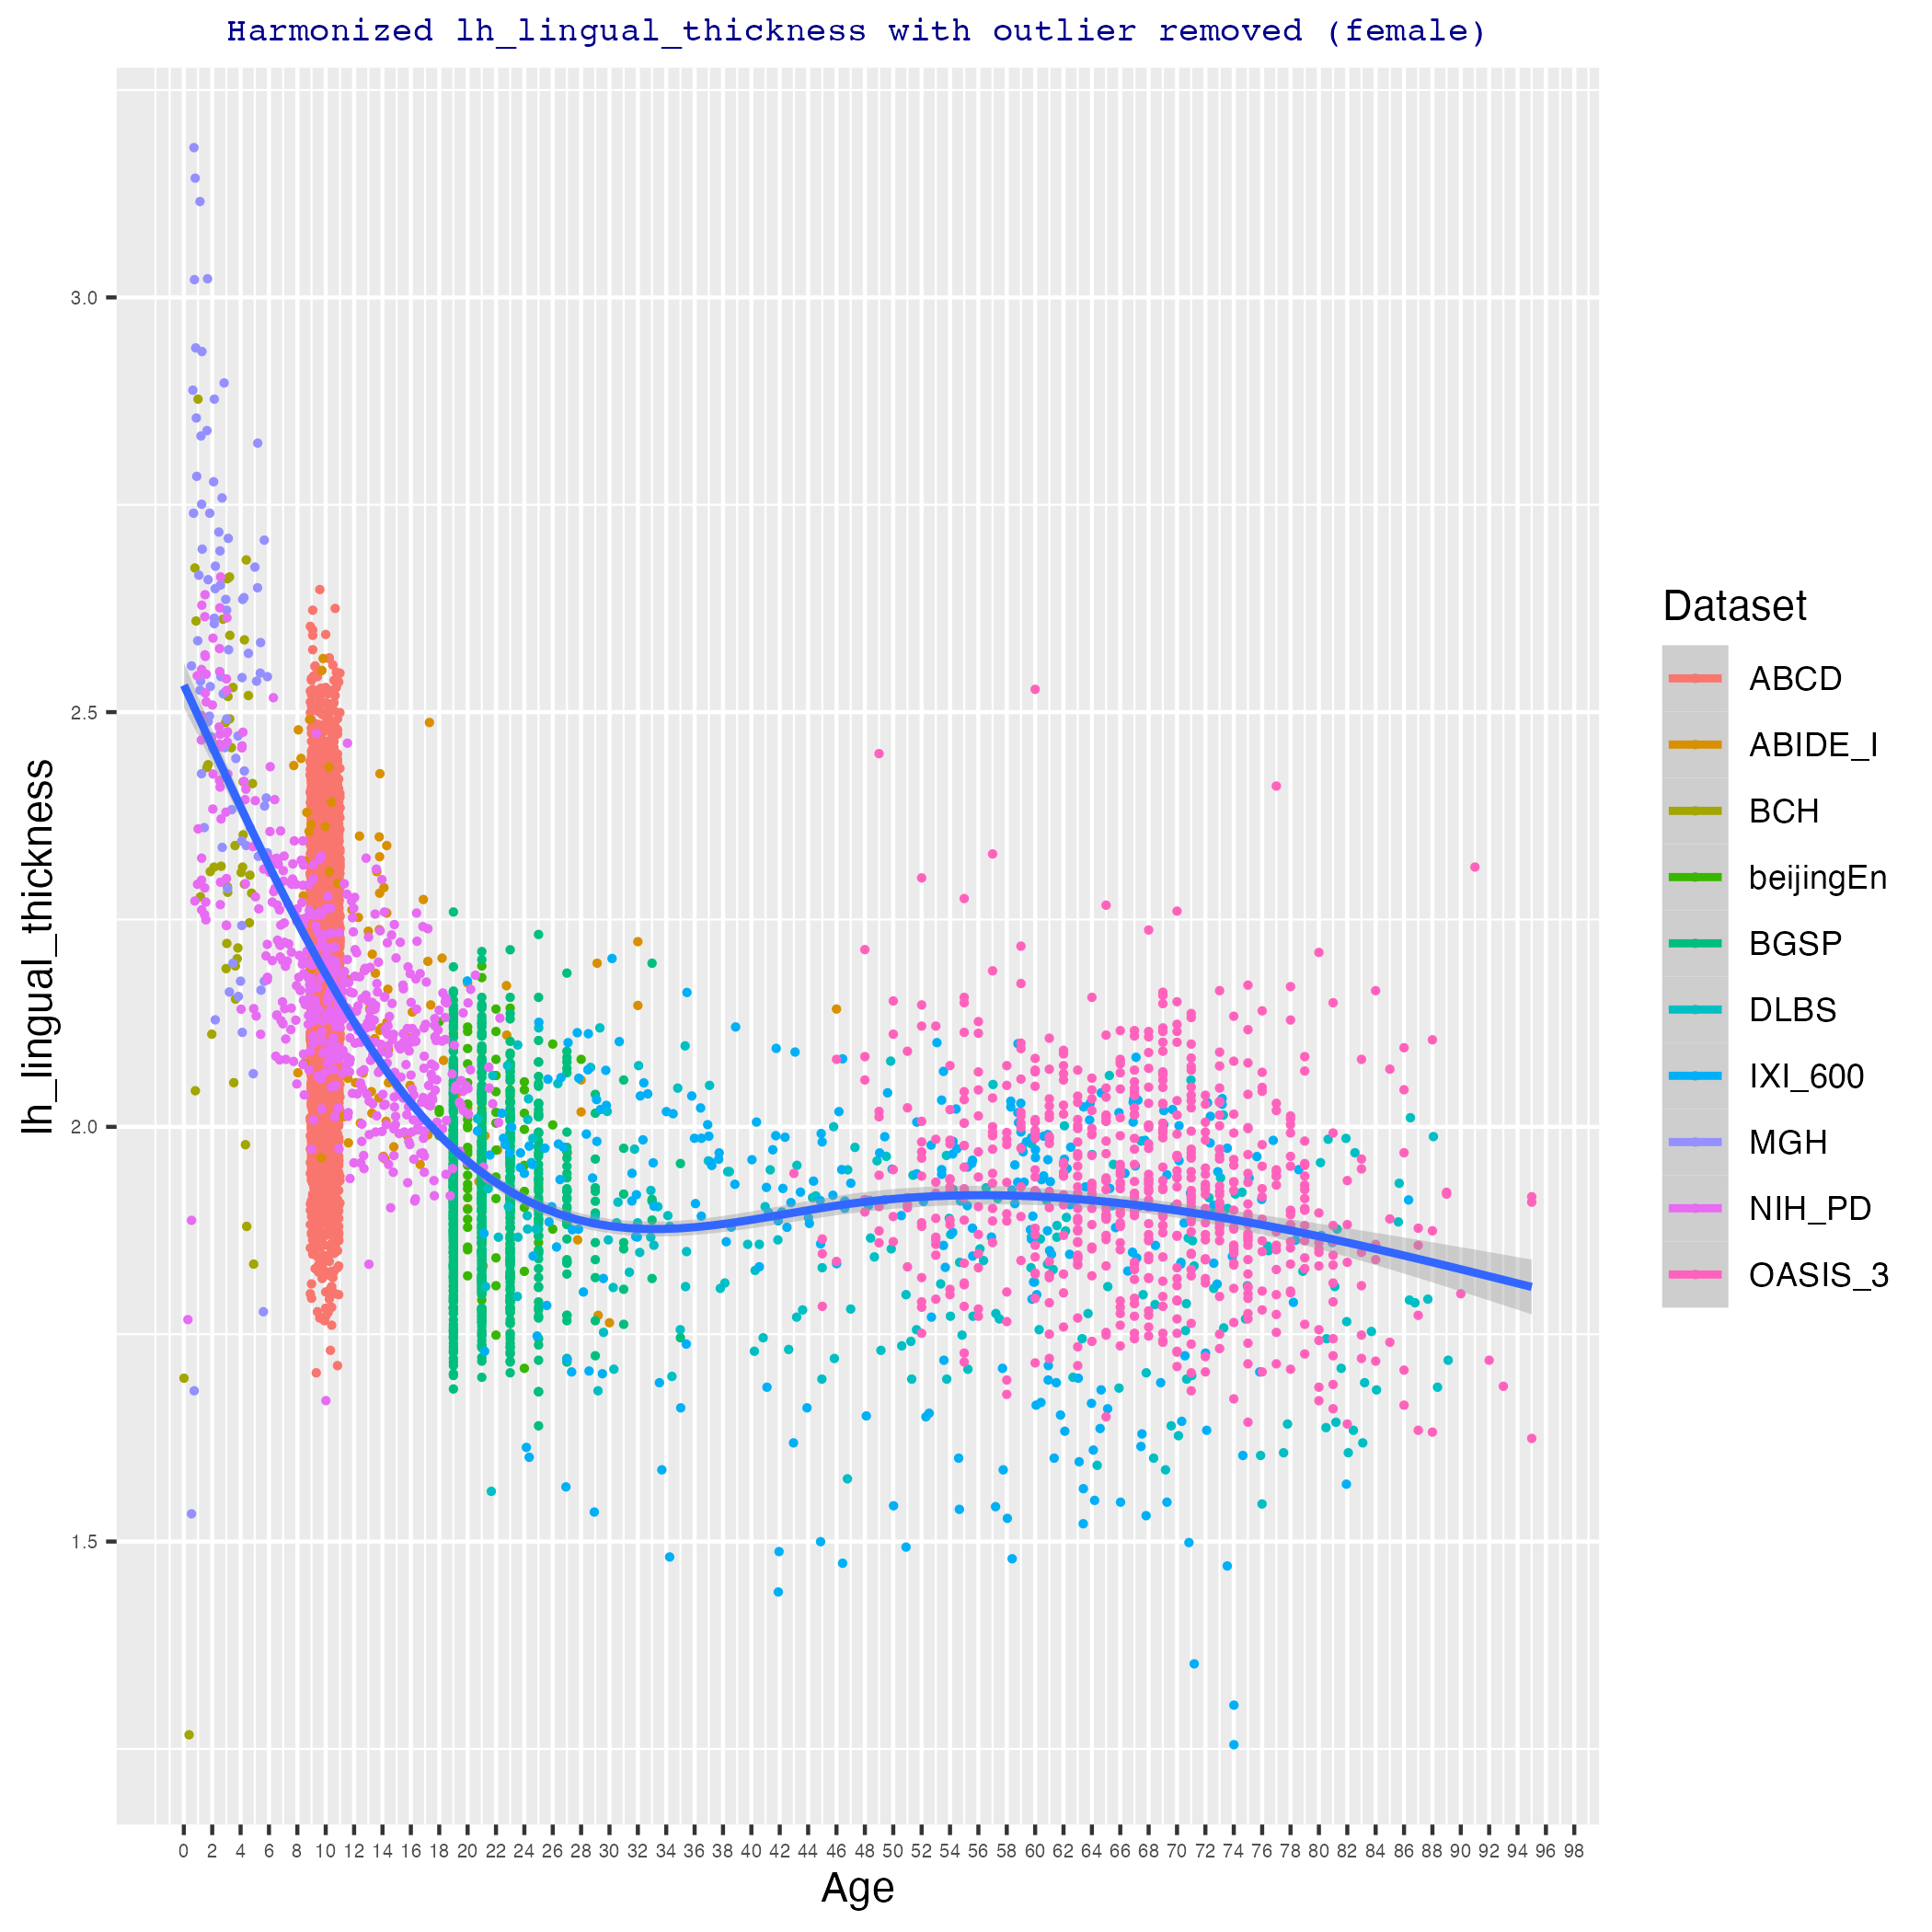 Harmonized lh_lingual_thickness with outlier removed (female)
lh_lingual_thickness
3.0
2.5
2.0
1.5
0 2 4 6 8 10 12 14 16 18 20 22 24 26 28 30 32 34 36 38 40 42 44 46 48 50 52 54 56 58 60 62 64 66 68 70 72 74 76 78 80 82 84 86 88 90 92 94 96 98
Age
Dataset
ABCD
ABIDE_I
BCH
beijingEn
BGSP
DLBS
IXI_600
MGH
NIH_PD
OASIS_3